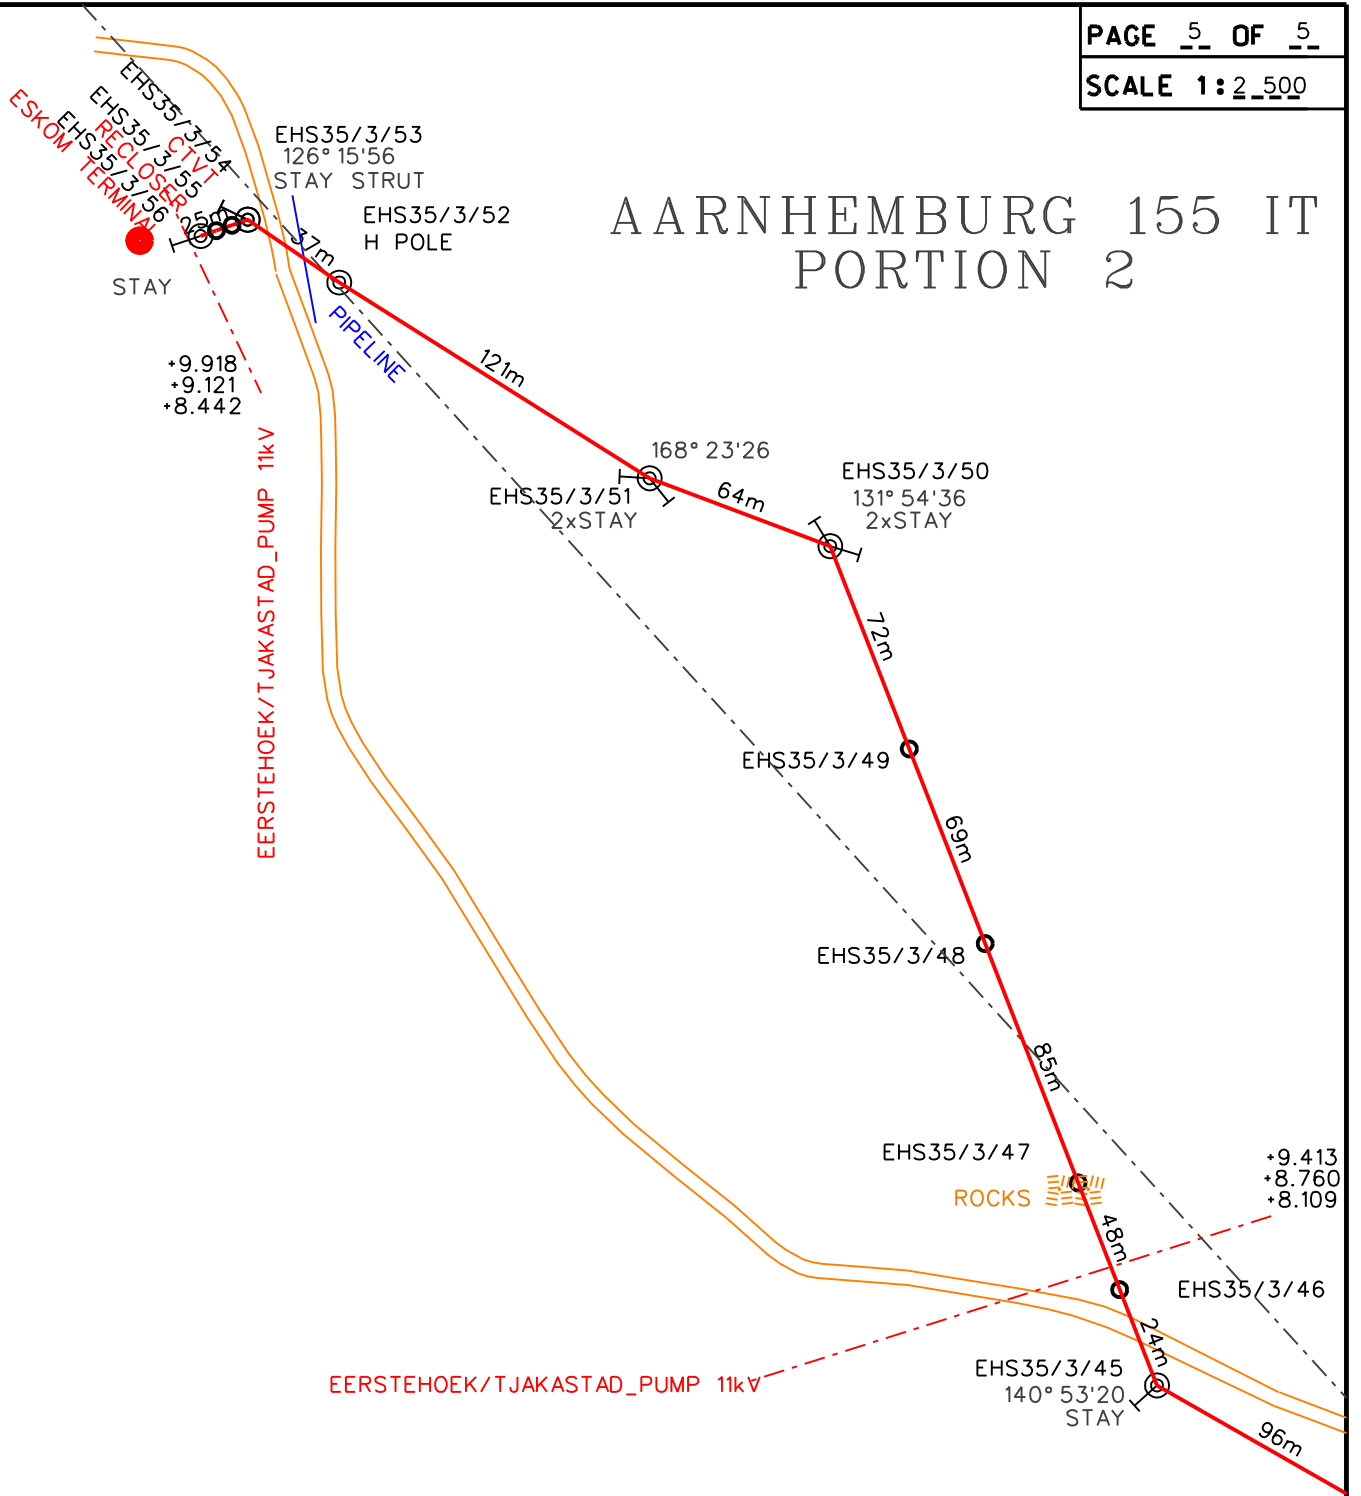 PAGE 5 OF 5
SCALE 1:2 500
AARNHEMBURG 155 IT
PORTION 2
EHS35/3/54
CTVT
EHS35/3/55
RECLOSER
EHS35/3/56
ESKOM TERMINAL
EHS35/3/53
126° 15'56
STAY STRUT
EHS35/3/52
H POLE
25m
37m
STAY
PIPELINE
+9.918
+9.121
+8.442
EERSTEHOEK/TJAKASTAD_PUMP 11kV
121m
168° 23'26
EHS35/3/51
2xSTAY
64m
EHS35/3/50
131° 54'36
2xSTAY
72m
EHS35/3/49
69m
EHS35/3/48
85m
EHS35/3/47
ROCKS
+9.413
+8.760
+8.109
48m
EHS35/3/46
24m
EHS35/3/45
140° 53'20
STAY
EERSTEHOEK/TJAKASTAD_PUMP 11kV
96m